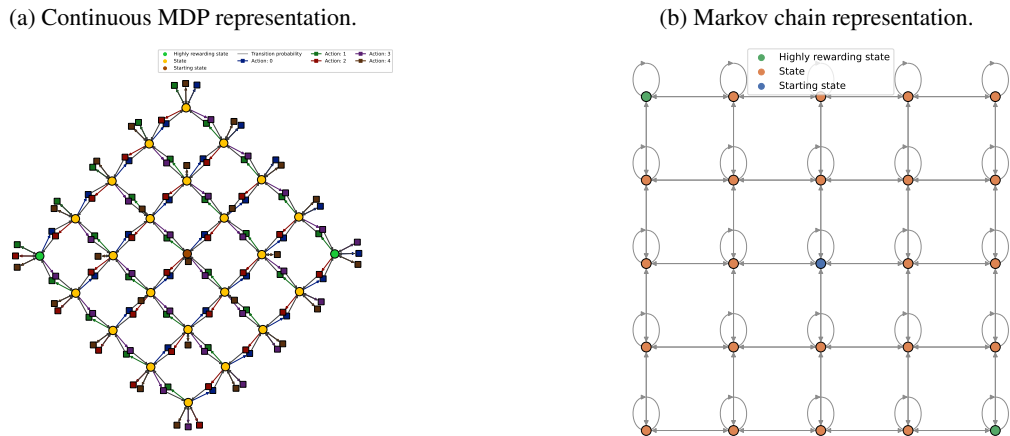 (a) Continuous MDP representation.
(b) Markov chain representation.
Highly rewarding state
State
Starting state
Transition probability
Action: 0
Action: 1
Action: 2
Action: 3
Action: 4
Highly rewarding state
State
Starting state